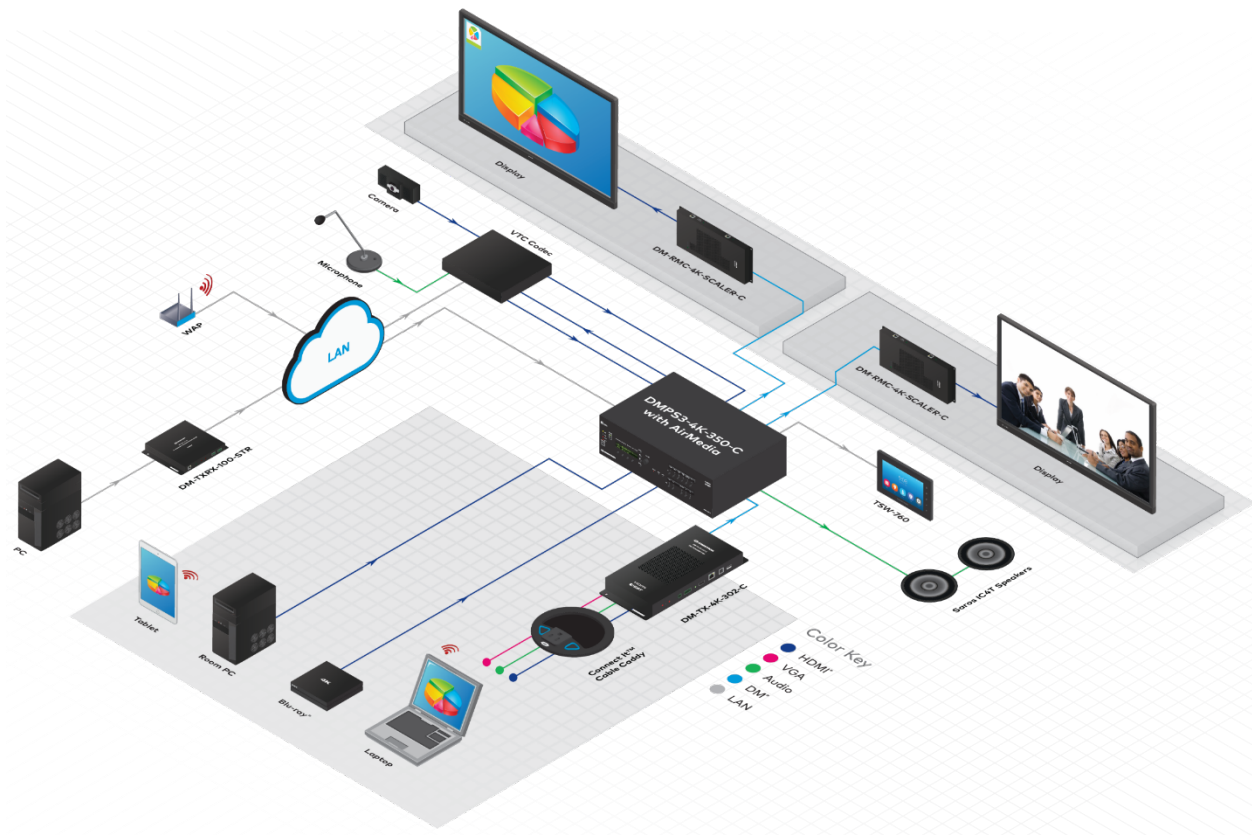 Display
Camera
VTC Codec
DM-RMC-4K-SCALER-C
Microphone
WAP
LAN
DM-RMC-4K-SCALER-C
DMPS3-4K-350-C
with AirMedia
Display
DM-TXRX-100-STR
PC
TSW-760
Saros IC4T Speakers
Tablet
Room PC
DM-TX-4K-302-C
4K
Blu-ray™
Connect It™
Cable Caddy
Laptop
Color Key
HDMI®
VGA
Audio
DM®
LAN